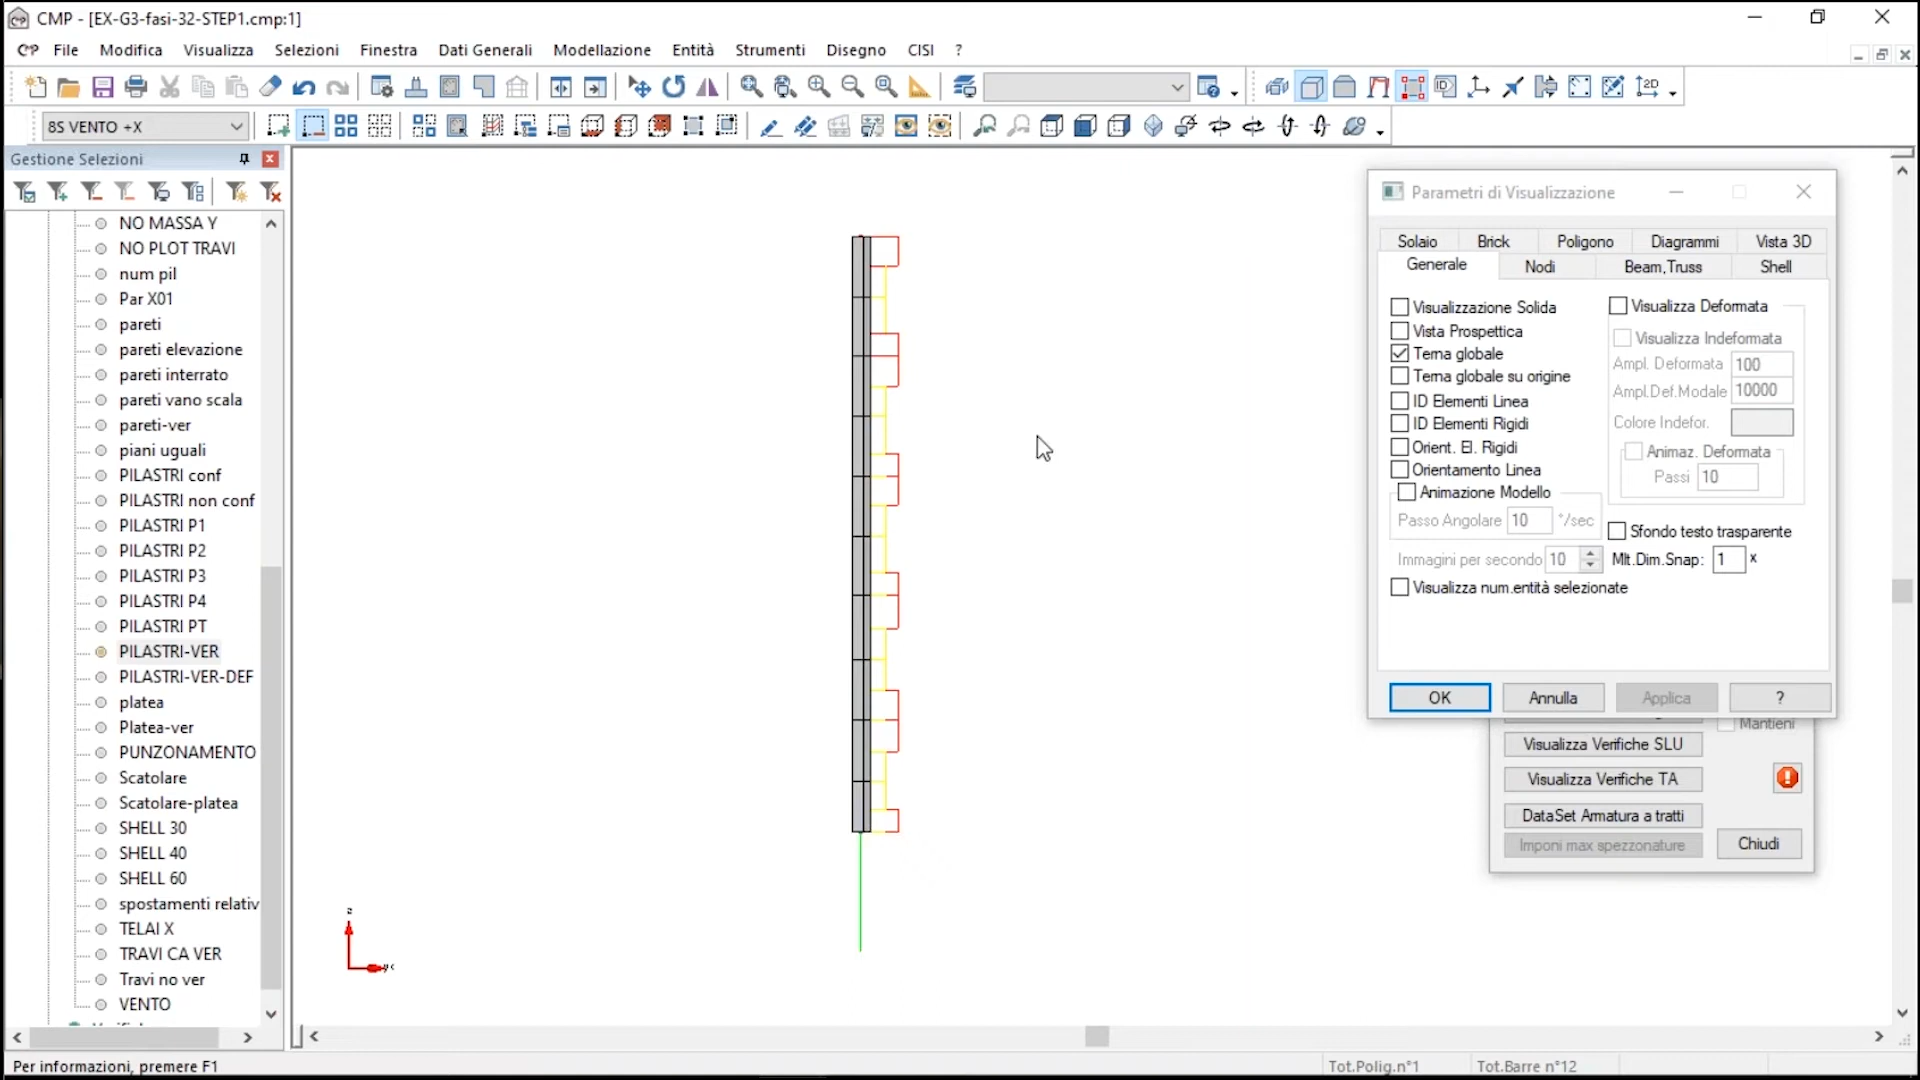 CMP - [EX-G3-fasi-32-STEP1.cmp:1]
File Modifica Visualizza Selezioni Finestra Dati Generali Modellazione Entità Strumenti Disegno CISI ?
8S VENTO +X
Gestione Selezioni
NO MASSA Y
NO PLOT TRAVI
num pil
Par X01
pareti
pareti elevazione
pareti interrato
pareti vano scala
pareti-ver
piani uguali
PILASTRI conf
PILASTRI non conf
PILASTRI P1
PILASTRI P2
PILASTRI P3
PILASTRI P4
PILASTRI PT
PILASTRI-VER
PILASTRI-VER-DEF
platea
Platea-ver
PUNZONAMENTO
Scatolare
Scatolare-platea
SHELL 30
SHELL 40
SHELL 60
spostamenti relativ
TELAI X
TRAVI CA VER
Travi no ver
VENTO
z
Parametri di Visualizzazione
Solaio Brick Poligono Diagrammi Vista 3D
Generale Nodi Beam,Truss Shell
Visualizzazione Solida
Vista Prospettica
Terna globale
Terna globale su origine
ID Elementi Linea
ID Elementi Rigidi
Orient. El. Rigidi
Orientamento Linea
Animazione Modello
Passo Angolare 10 °/sec
Immagini per secondo 10
Visualizza num.entità selezionate
Visualizza Deformata
Visualizza Indeformata
Ampl. Deformata 100
Ampl.Def.Modale 10000
Colore Indefor.
Animaz. Deformata
Passi 10
Sfondo testo trasparente
Mlt.Dim.Snap: 1 x
OK Annulla Applica ?
Mantieni
Visualizza Verifiche SLU
Visualizza Verifiche TA
DataSet Armatura a tratti
Imponi max spezzonature
Chiudi
Per informazioni, premere F1
Tot.Polig.n°1 Tot.Barre n°12